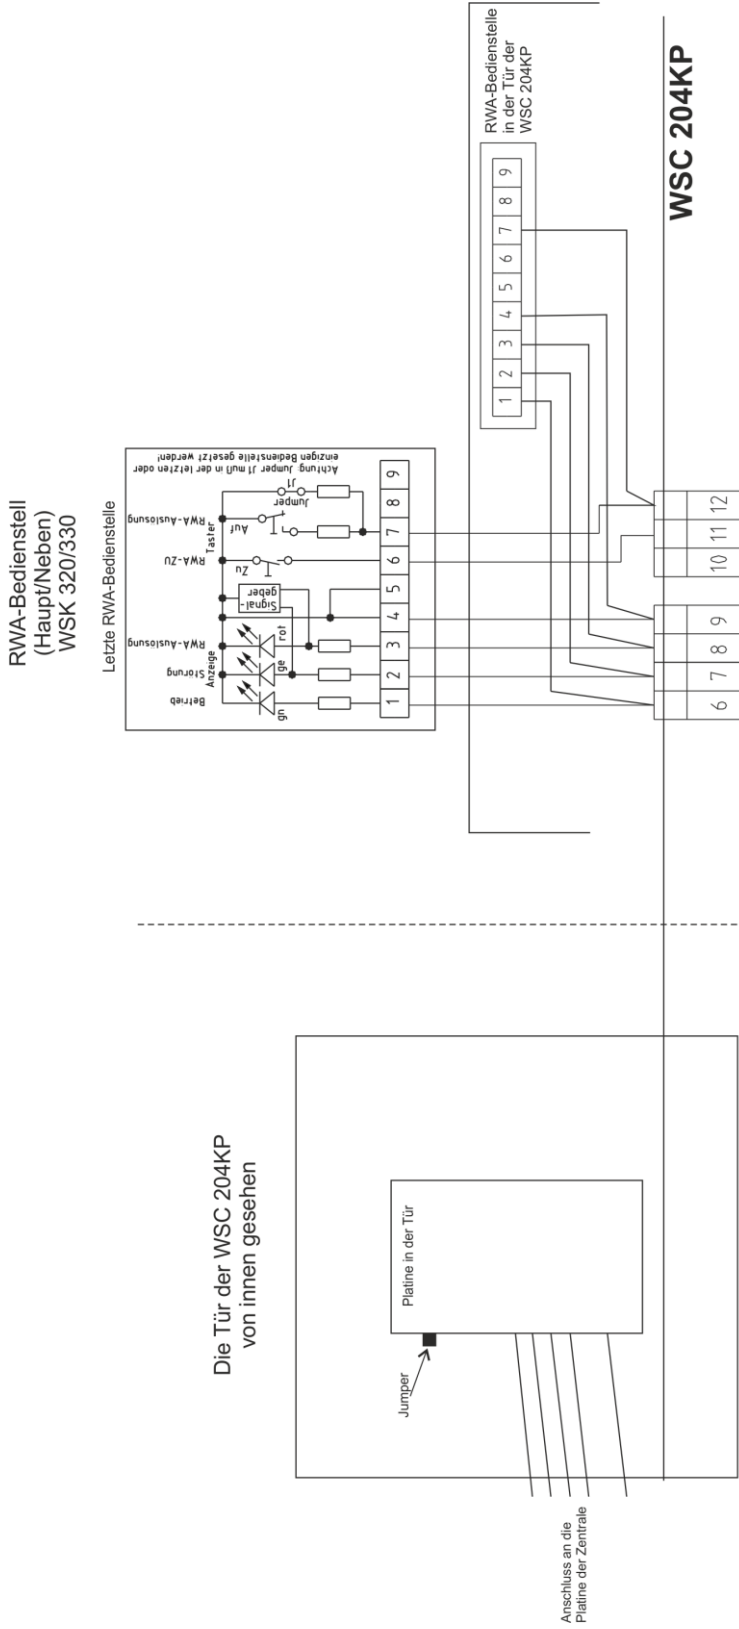 RWA-Bedienstell
(Haupt/Neben)
WSK 320/330
Letzte RWA-Bedienstelle
Achtung: Jumper J1 muß in der letzten oder
einzigen Bedienstelle gesetzt werden!
Betrieb
Störung
RWA-Auslösung
RWA-ZU
RWA-Auslösung
Anzeige
Taster
gn
ge
rot
Signal-
geber
Zu
Auf
Jumper
J1
1 2 3 4 5 6 7 8 9
RWA-Bedienstelle
in der Tür der
WSC 204KP
1 2 3 4 5 6 7 8 9
WSC 204KP
6 7 8 9 10 11 12
Die Tür der WSC 204KP
von innen gesehen
Platine in der Tür
Jumper
Anschluss an die
Platine der Zentrale